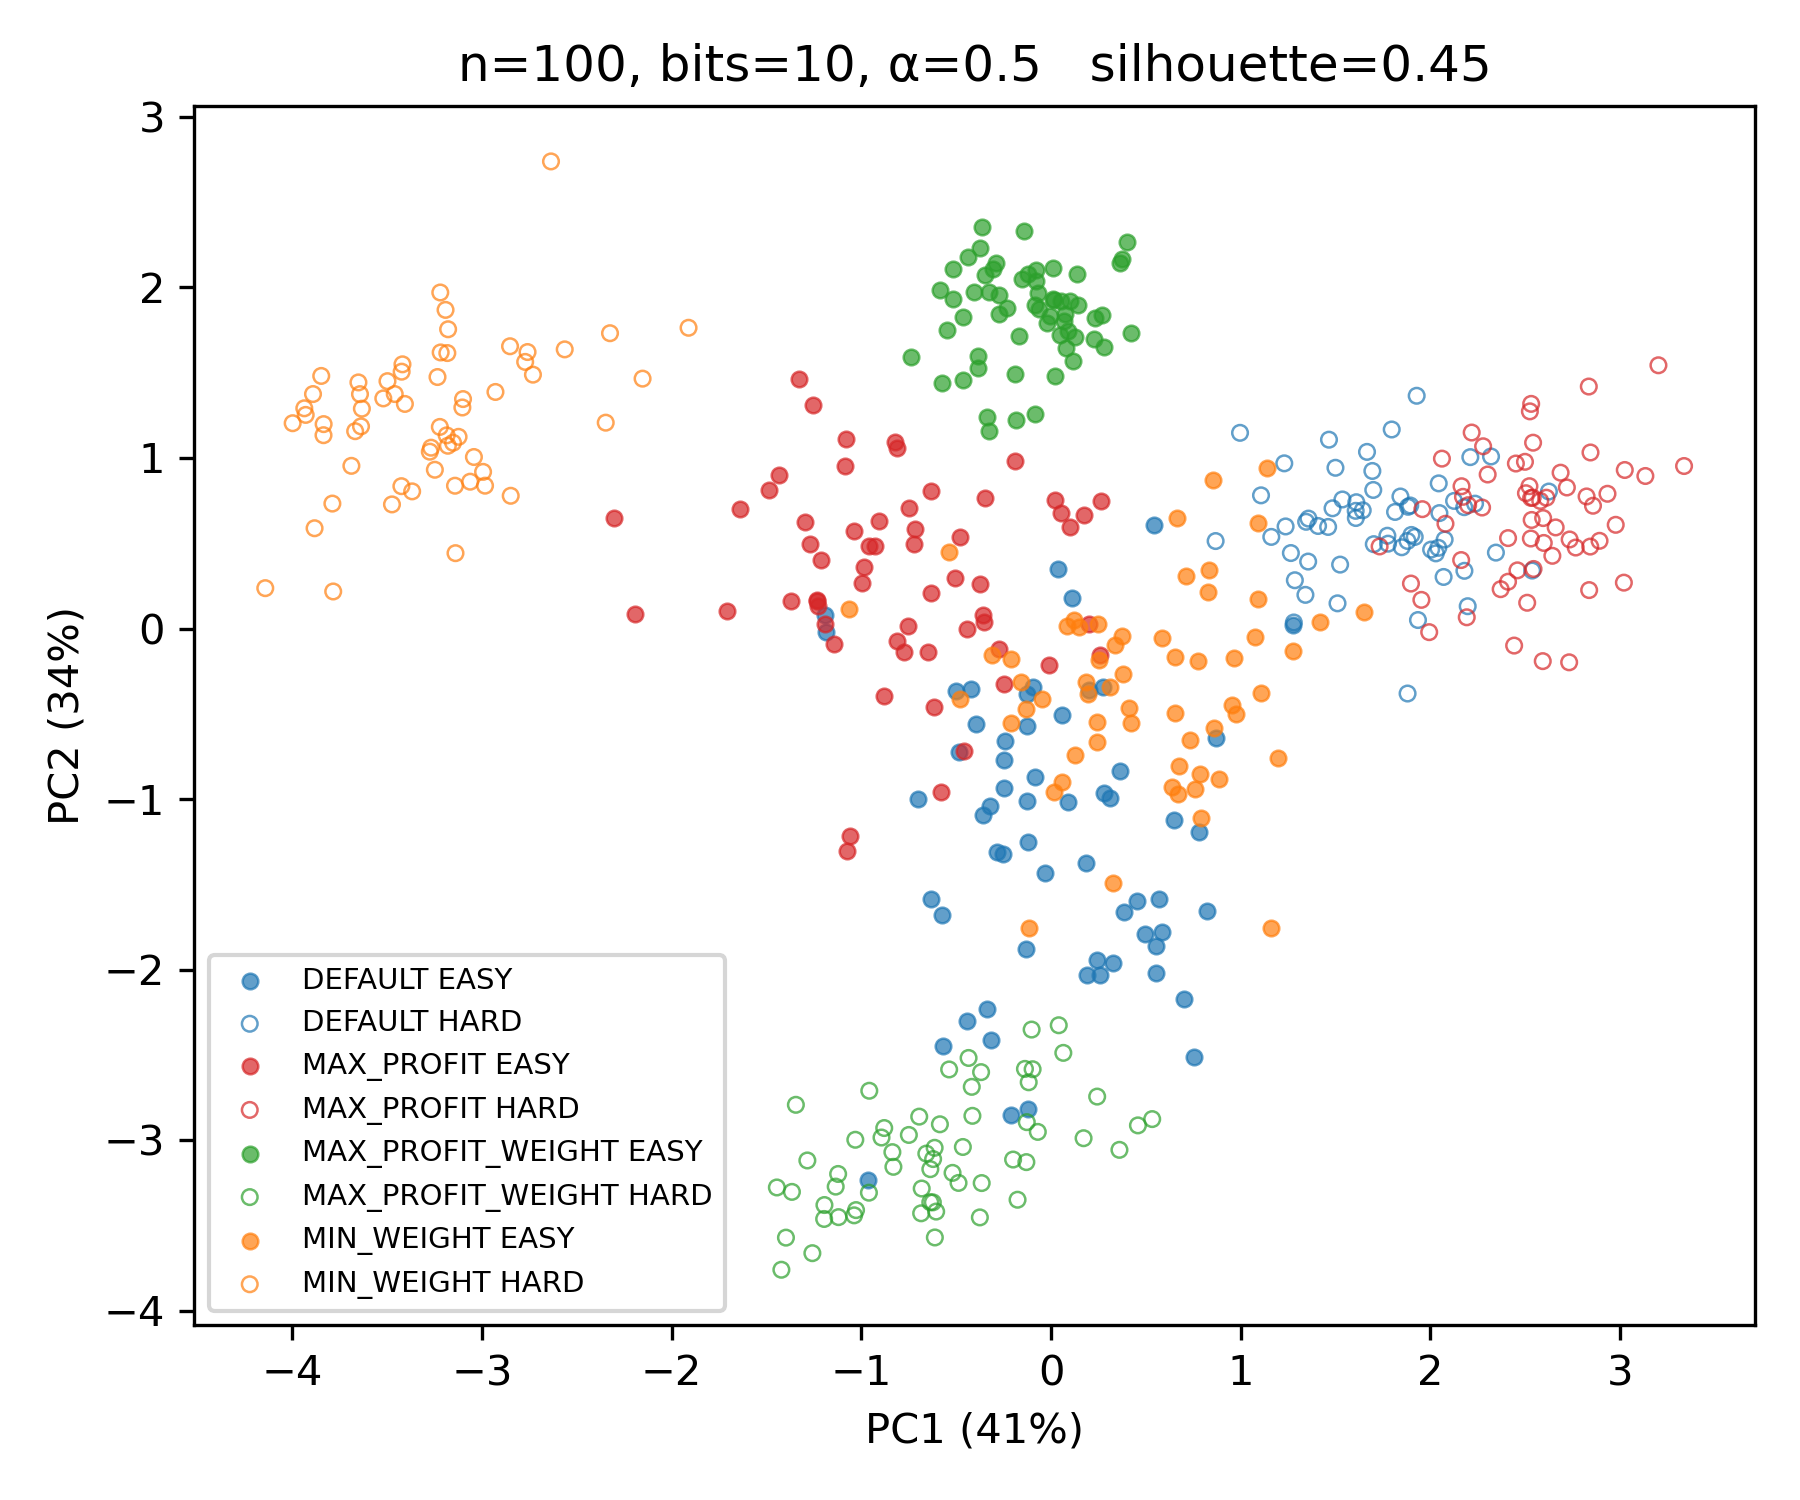 n=100, bits=10, α=0.5   silhouette=0.45
3
2
1
0
−1
−2
−3
−4
PC2 (34%)
DEFAULT EASY
DEFAULT HARD
MAX_PROFIT EASY
MAX_PROFIT HARD
MAX_PROFIT_WEIGHT EASY
MAX_PROFIT_WEIGHT HARD
MIN_WEIGHT EASY
MIN_WEIGHT HARD
−4 −3 −2 −1 0 1 2 3
PC1 (41%)